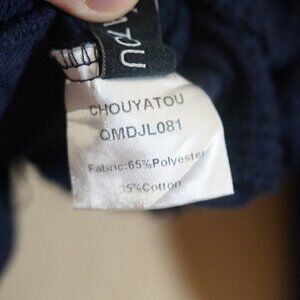 CHOUYATOU
QMDJL081
Fabric:65%Polyester
35%Cotton